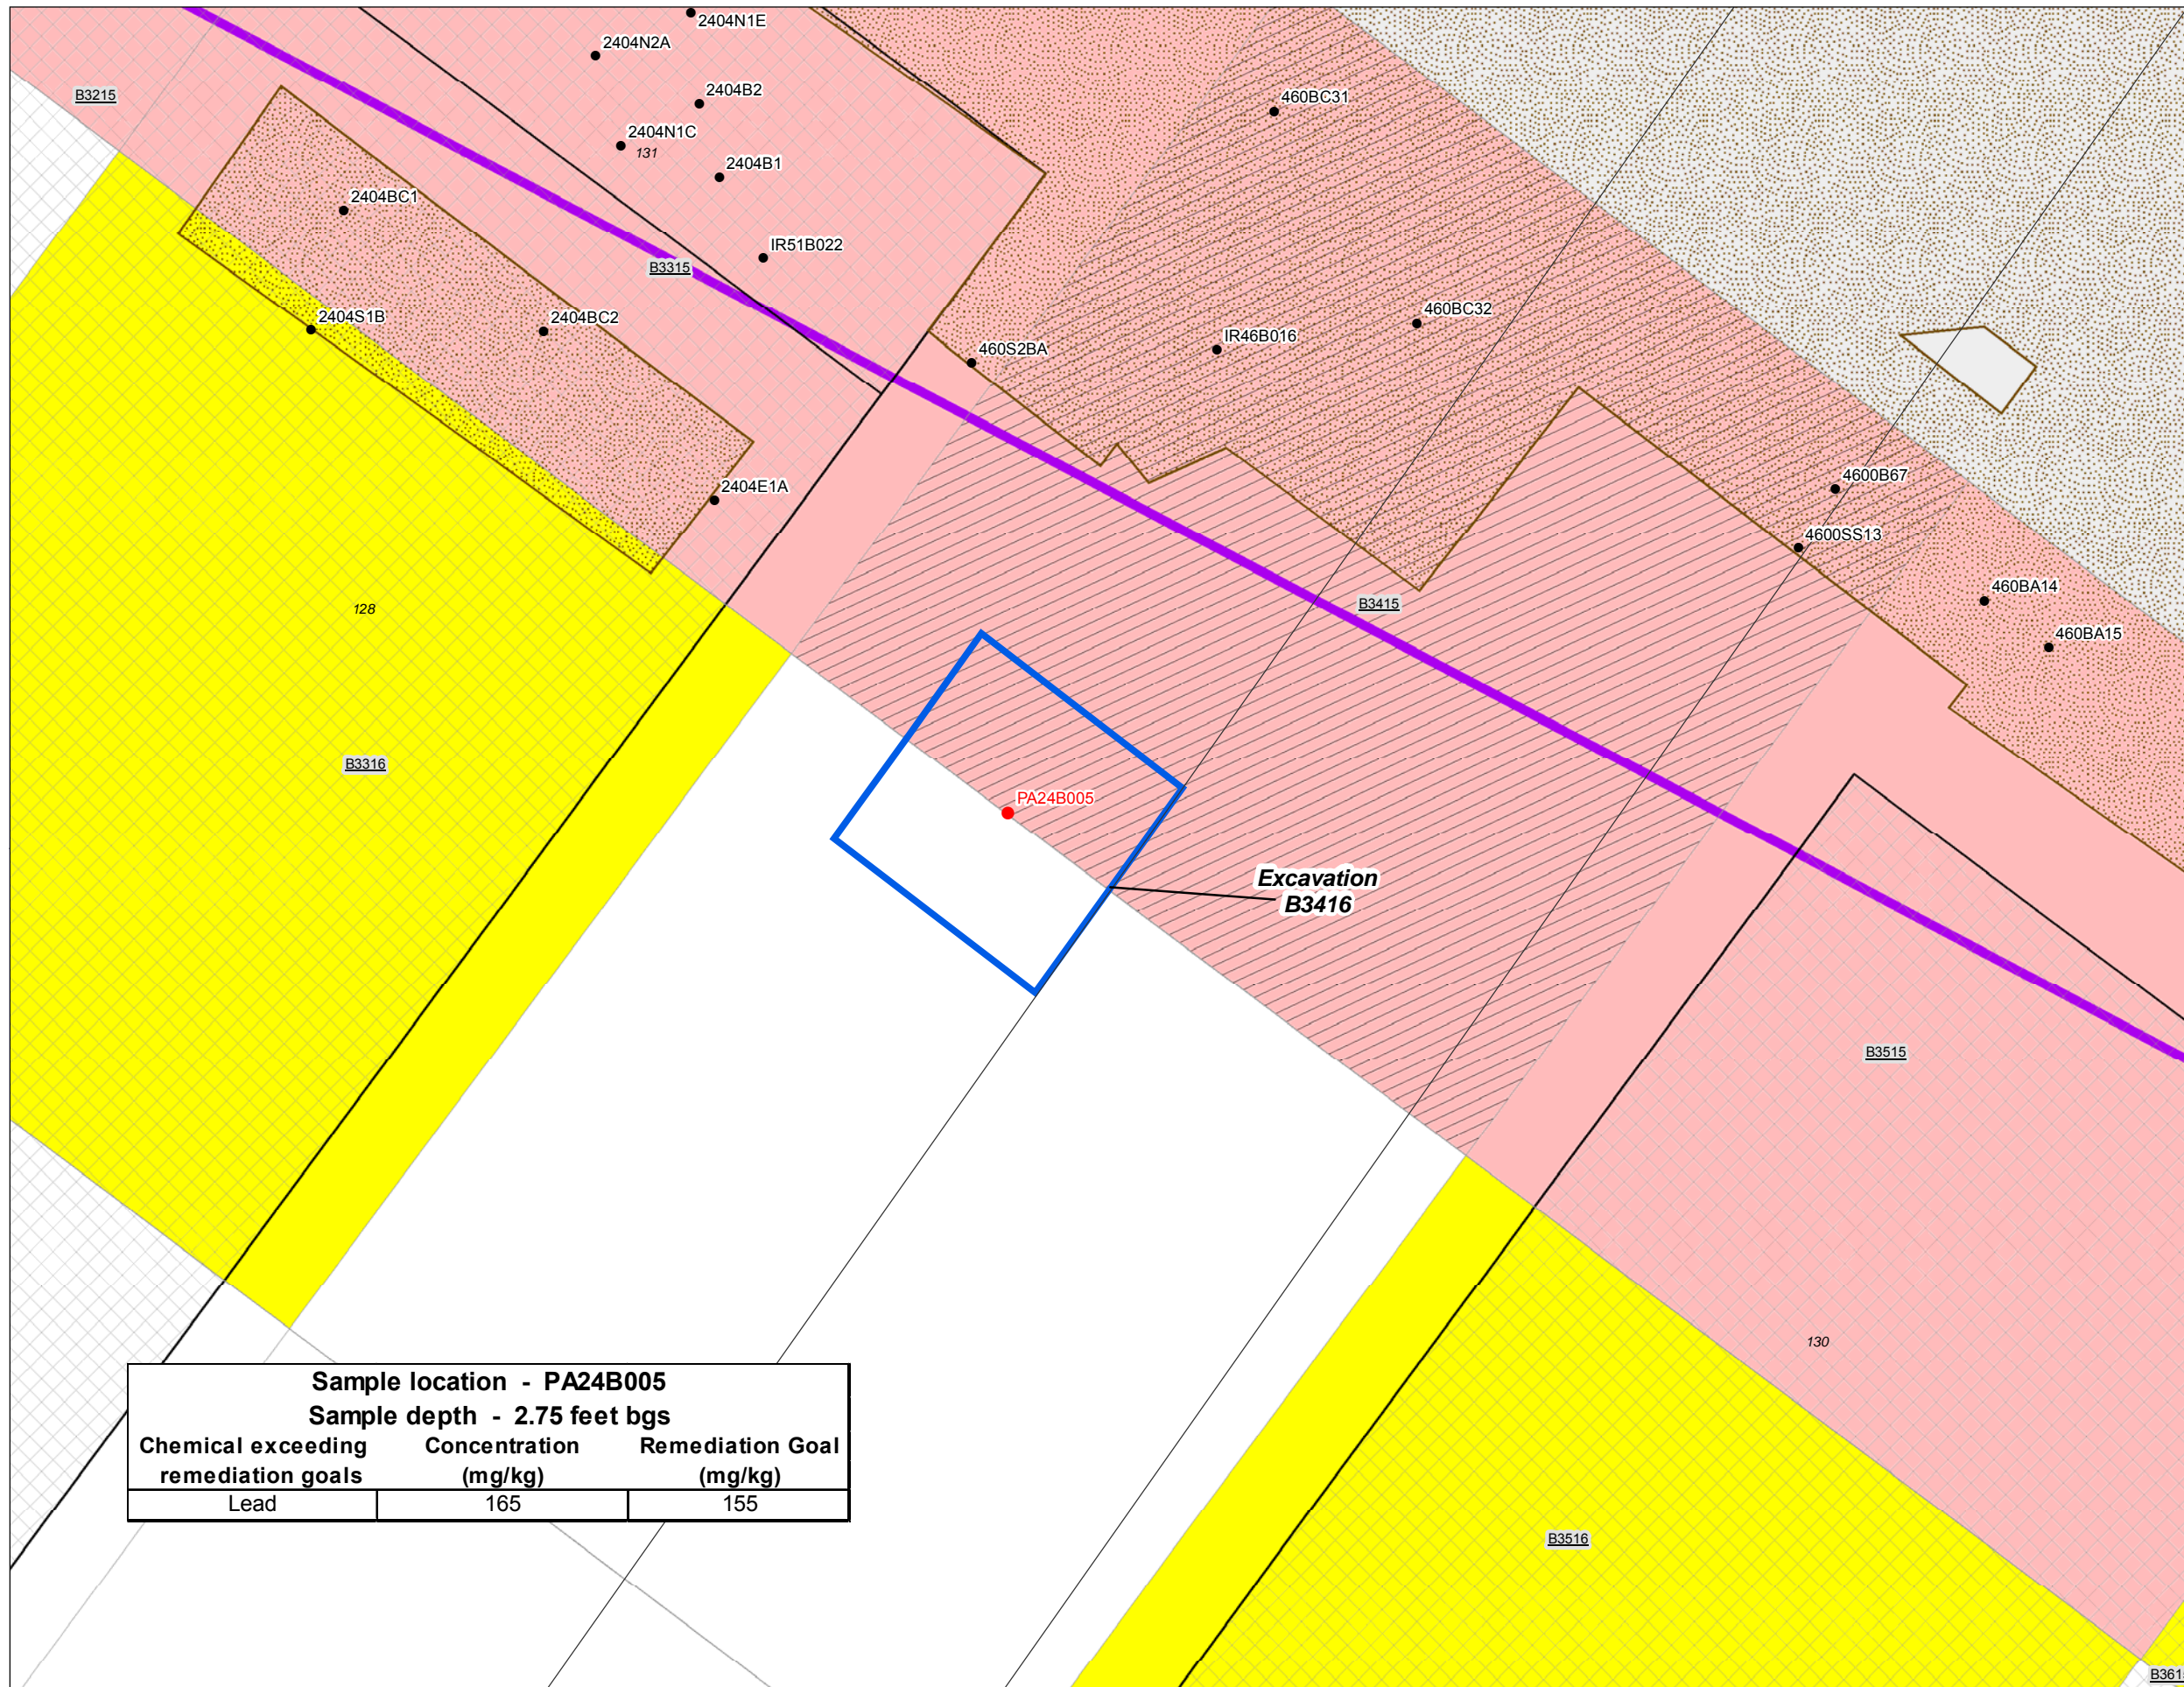 2404N1E
2404N2A
B3215
2404B2
460BC31
2404N1C
131
2404B1
2404BC1
IR51B022
B3315
2404S1B
2404BC2
460BC32
IR46B016
460S2BA
4600B67
2404E1A
4600SS13
460BA14
B3415
128
460BA15
B3316
PA24B005
Excavation
B3416
B3515
130
Sample location - PA24B005
Sample depth - 2.75 feet bgs
Chemical exceeding remediation goals
Concentration (mg/kg)
Remediation Goal (mg/kg)
Lead 165 155
B3516